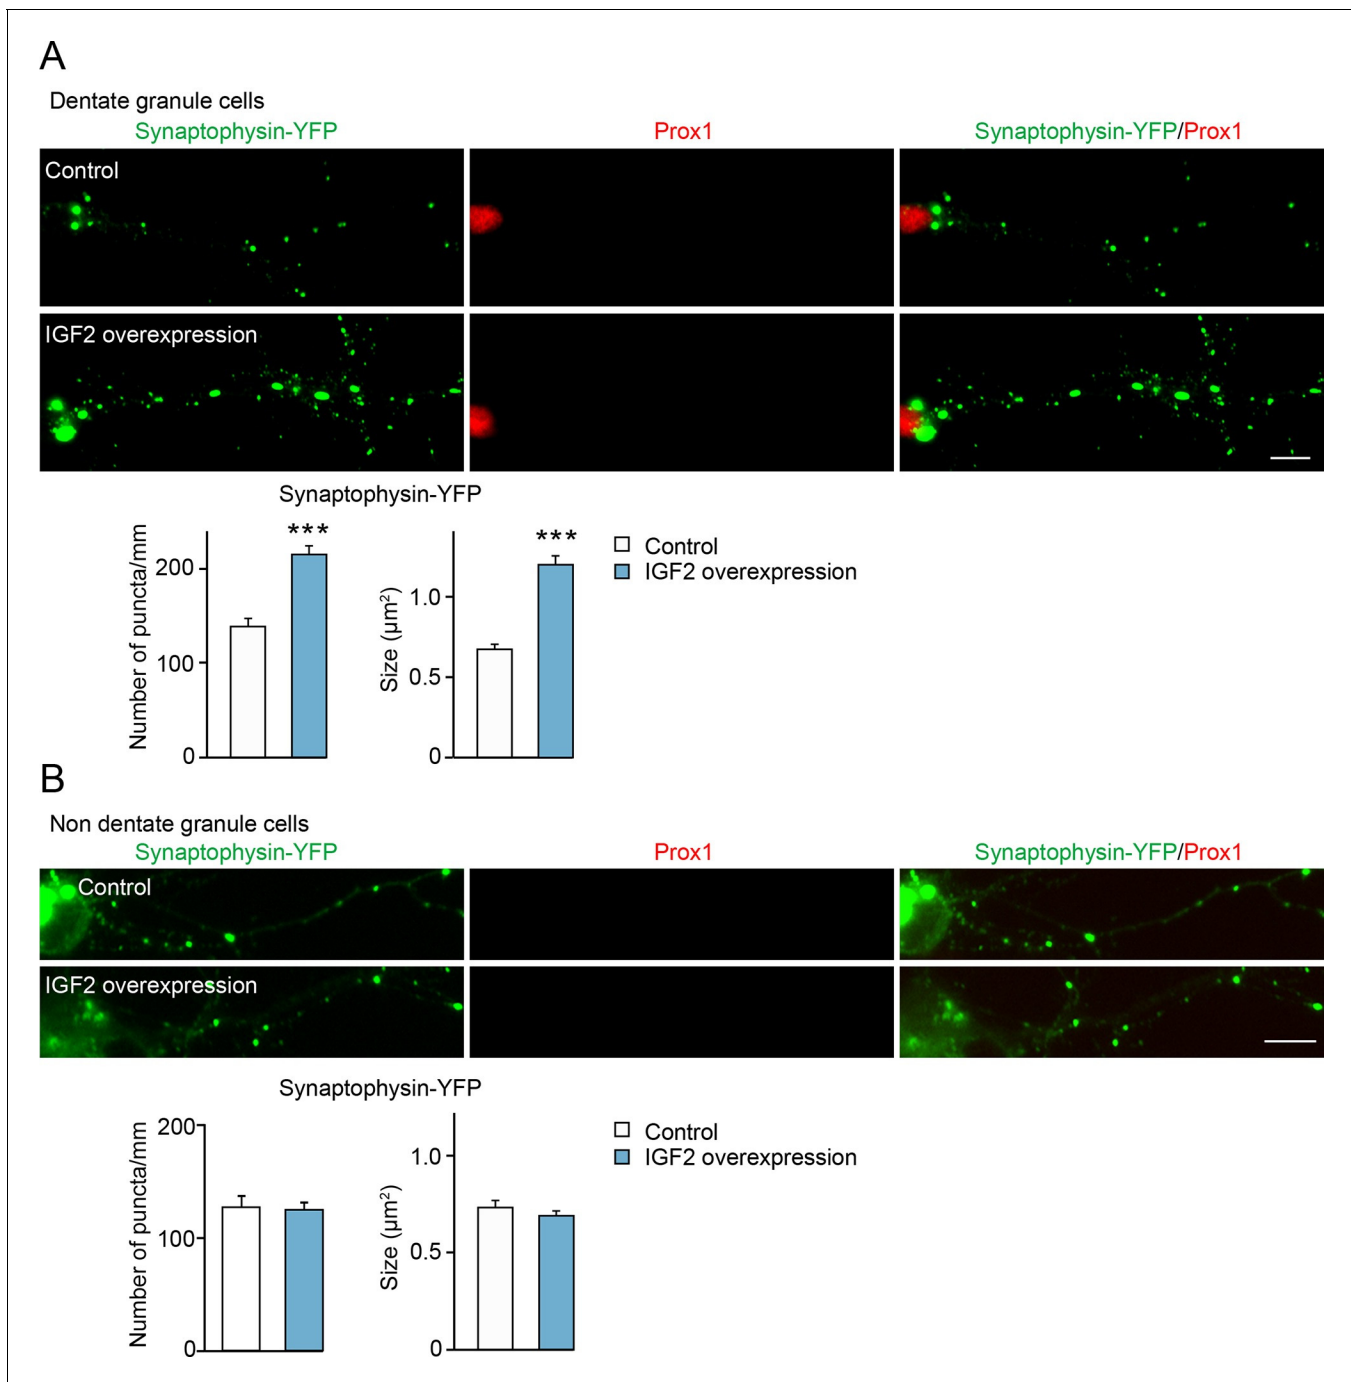 A
Dentate granule cells
Synaptophysin-YFP Prox1 Synaptophysin-YFP/Prox1
Control
IGF2 overexpression
Synaptophysin-YFP
Number of puncta/mm
200
100
0
***
Size (µm²)
1.0
0.5
0
***
Control
IGF2 overexpression
B
Non dentate granule cells
Synaptophysin-YFP Prox1 Synaptophysin-YFP/Prox1
Control
IGF2 overexpression
Synaptophysin-YFP
Number of puncta/mm
200
100
0
Size (µm²)
1.0
0.5
0
Control
IGF2 overexpression